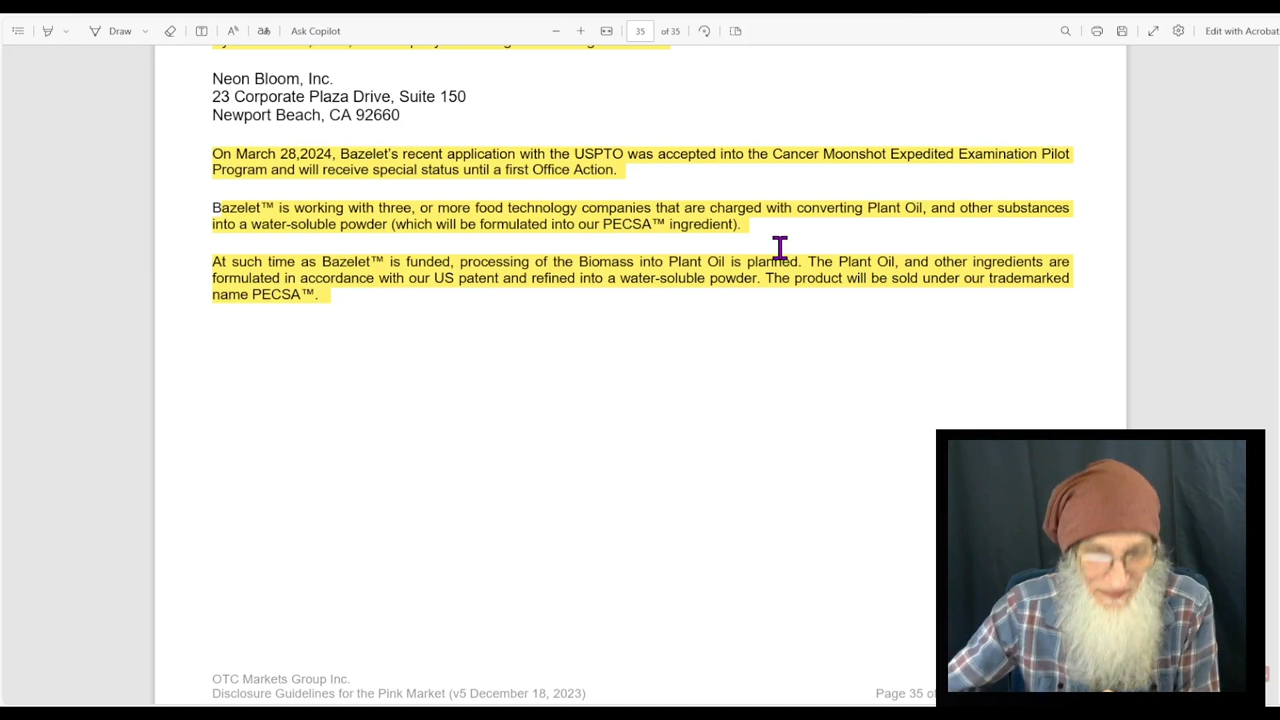 Draw
Ask Copilot
35
of 35
Edit with Acrobat
Neon Bloom, Inc.
23 Corporate Plaza Drive, Suite 150
Newport Beach, CA 92660
On March 28,2024, Bazelet's recent application with the USPTO was accepted into the Cancer Moonshot Expedited Examination Pilot
Program and will receive special status until a first Office Action.
Bazelet™ is working with three, or more food technology companies that are charged with converting Plant Oil, and other substances
into a water-soluble powder (which will be formulated into our PECSA™ ingredient).
At such time as Bazelet™ is funded, processing of the Biomass into Plant Oil is planned. The Plant Oil, and other ingredients are
formulated in accordance with our US patent and refined into a water-soluble powder. The product will be sold under our trademarked
name PECSA™.
OTC Markets Group Inc.
Disclosure Guidelines for the Pink Market (v5 December 18, 2023)
Page 35 of